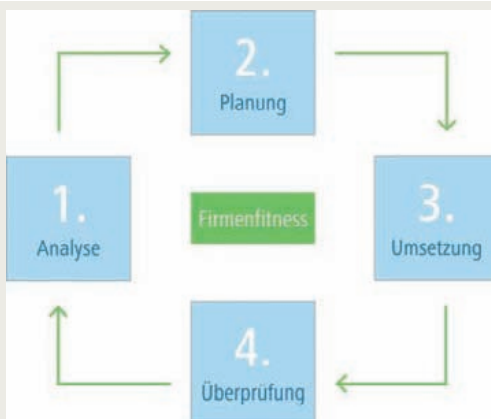 2.
Planung
1.
Analyse
Firmenfitness
3.
Umsetzung
4.
Überprüfung